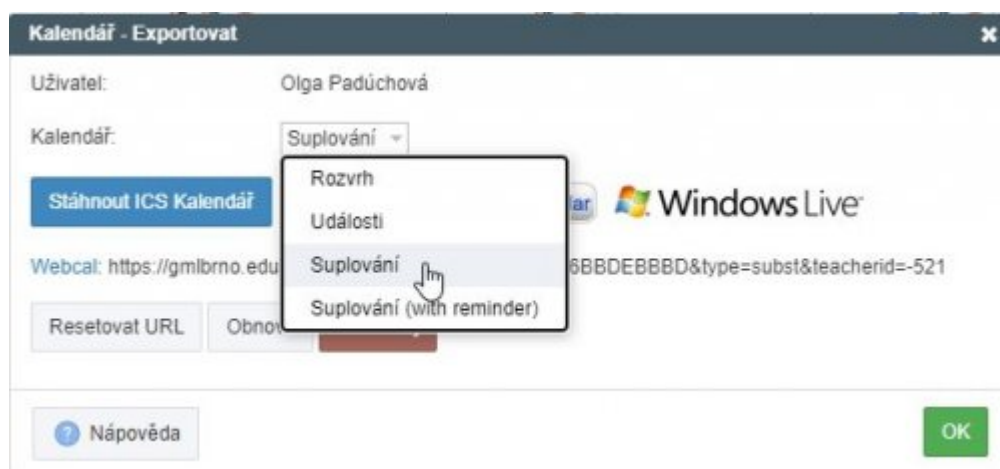 Kalendář - Exportovat
Uživatel: Olga Padúchová
Kalendář: Suplování
Rozvrh
Stáhnout ICS Kalendář Windows Live
Události
Webcal: https://gmlbrno.edu Suplování 6BBDEBBBD&type=subst&teacherid=-521
Suplování (with reminder)
Resetovat URL
Nápověda OK